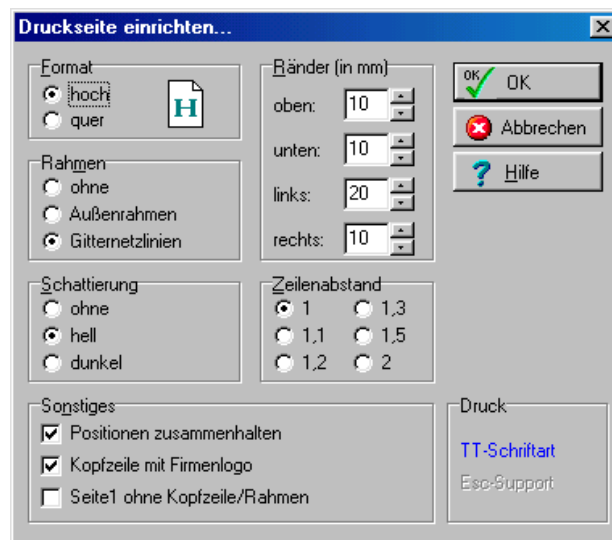 Druckseite einrichten...
Format
hoch
quer
H
Rahmen
ohne
Außenrahmen
Gitternetzlinien
Schattierung
ohne
hell
dunkel
Ränder (in mm)
oben: 10
unten: 10
links: 20
rechts: 10
Zeilenabstand
1 1,3
1,1 1,5
1,2 2
OK OK
Abbrechen
? Hilfe
Sonstiges
Positionen zusammenhalten
Kopfzeile mit Firmenlogo
Seite1 ohne Kopfzeile/Rahmen
Druck
TT-Schriftart
Esc-Support